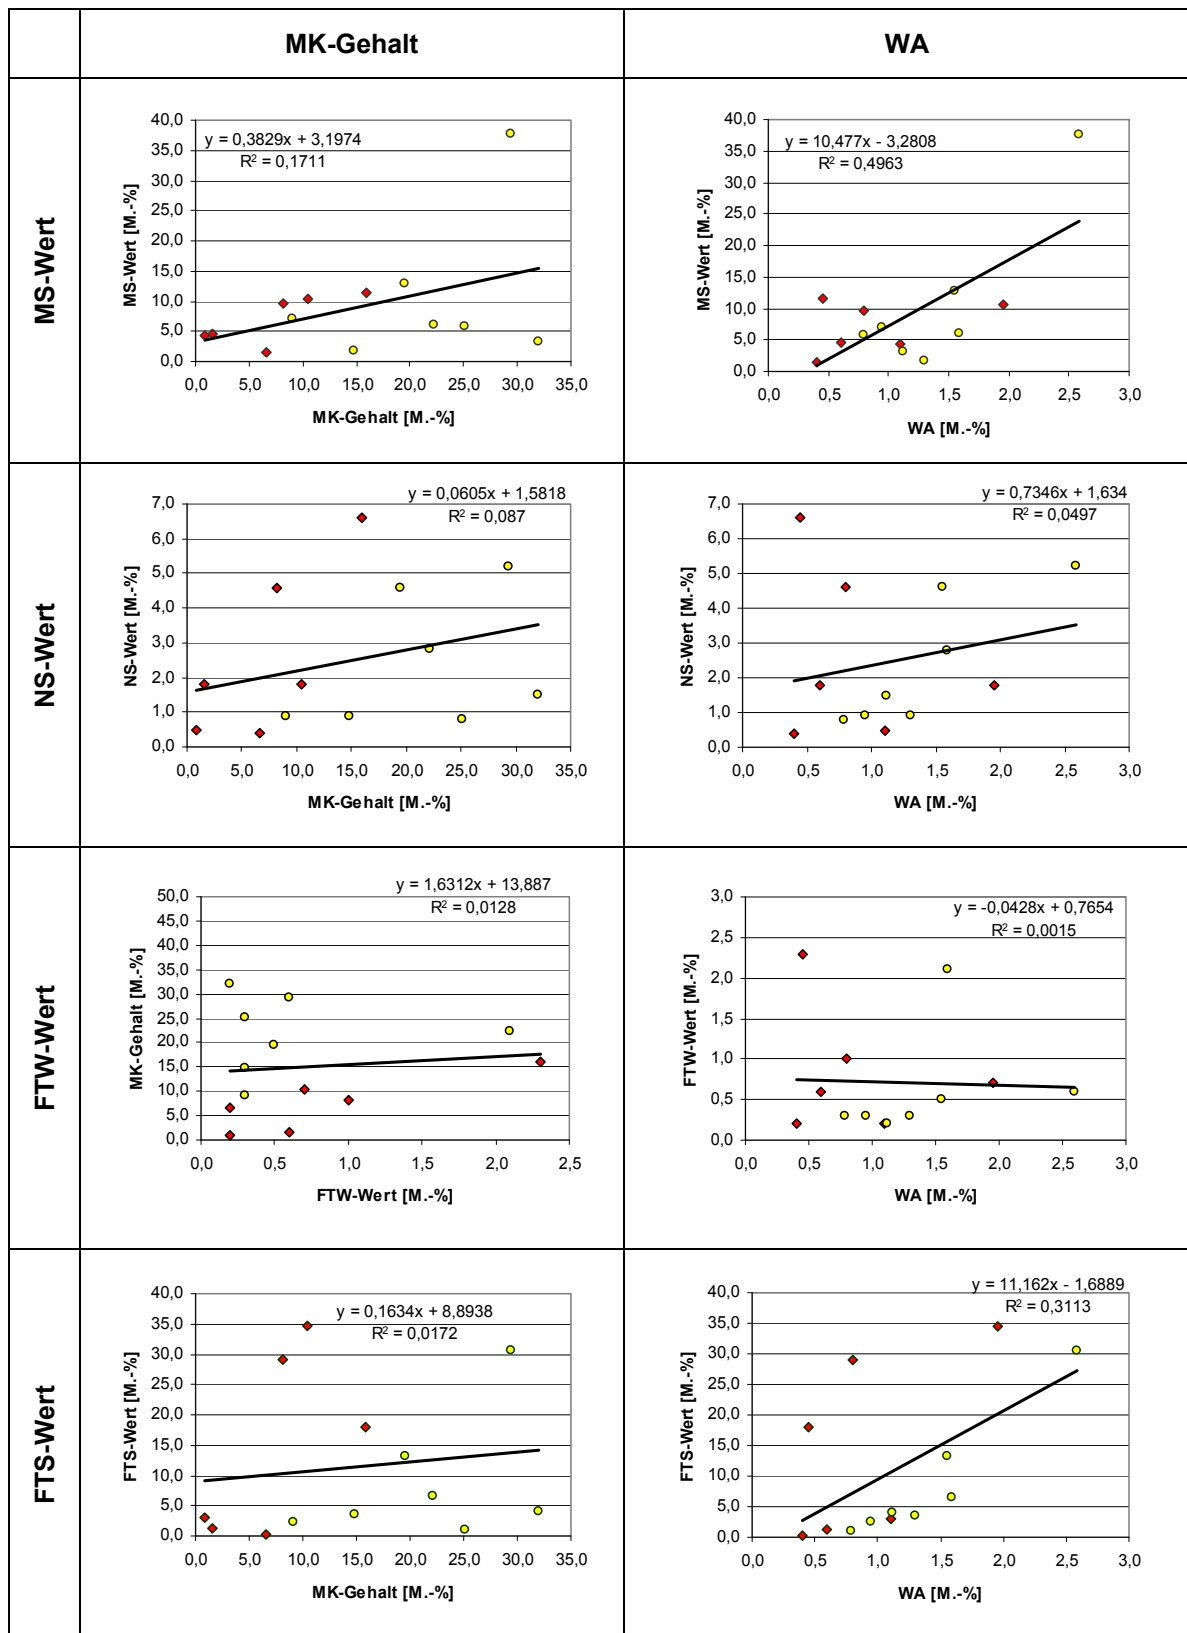 MK-Gehalt
WA
MS-Wert
y = 0,3829x + 3,1974
R² = 0,1711
MS-Wert [M.-%]
40,0
35,0
30,0
25,0
20,0
15,0
10,0
5,0
0,0
0,0 5,0 10,0 15,0 20,0 25,0 30,0 35,0
MK-Gehalt [M.-%]
y = 10,477x - 3,2808
R² = 0,4963
MS-Wert [M.-%]
40,0
35,0
30,0
25,0
20,0
15,0
10,0
5,0
0,0
0,0 0,5 1,0 1,5 2,0 2,5 3,0
WA [M.-%]
NS-Wert
y = 0,0605x + 1,5818
R² = 0,087
NS-Wert [M.-%]
7,0
6,0
5,0
4,0
3,0
2,0
1,0
0,0
0,0 5,0 10,0 15,0 20,0 25,0 30,0 35,0
MK-Gehalt [M.-%]
y = 0,7346x + 1,634
R² = 0,0497
NS-Wert [M.-%]
7,0
6,0
5,0
4,0
3,0
2,0
1,0
0,0
0,0 0,5 1,0 1,5 2,0 2,5 3,0
WA [M.-%]
FTW-Wert
y = 1,6312x + 13,887
R² = 0,0128
MK-Gehalt [M.-%]
50,0
45,0
40,0
35,0
30,0
25,0
20,0
15,0
10,0
5,0
0,0
0,0 0,5 1,0 1,5 2,0 2,5
FTW-Wert [M.-%]
y = -0,0428x + 0,7654
R² = 0,0015
FTW-Wert [M.-%]
3,0
2,5
2,0
1,5
1,0
0,5
0,0
0,0 0,5 1,0 1,5 2,0 2,5 3,0
WA [M.-%]
FTS-Wert
y = 0,1634x + 8,8938
R² = 0,0172
FTS-Wert [M.-%]
40,0
35,0
30,0
25,0
20,0
15,0
10,0
5,0
0,0
0,0 5,0 10,0 15,0 20,0 25,0 30,0 35,0
MK-Gehalt [M.-%]
y = 11,162x - 1,6889
R² = 0,3113
FTS-Wert [M.-%]
40,0
35,0
30,0
25,0
20,0
15,0
10,0
5,0
0,0
0,0 0,5 1,0 1,5 2,0 2,5 3,0
WA [M.-%]